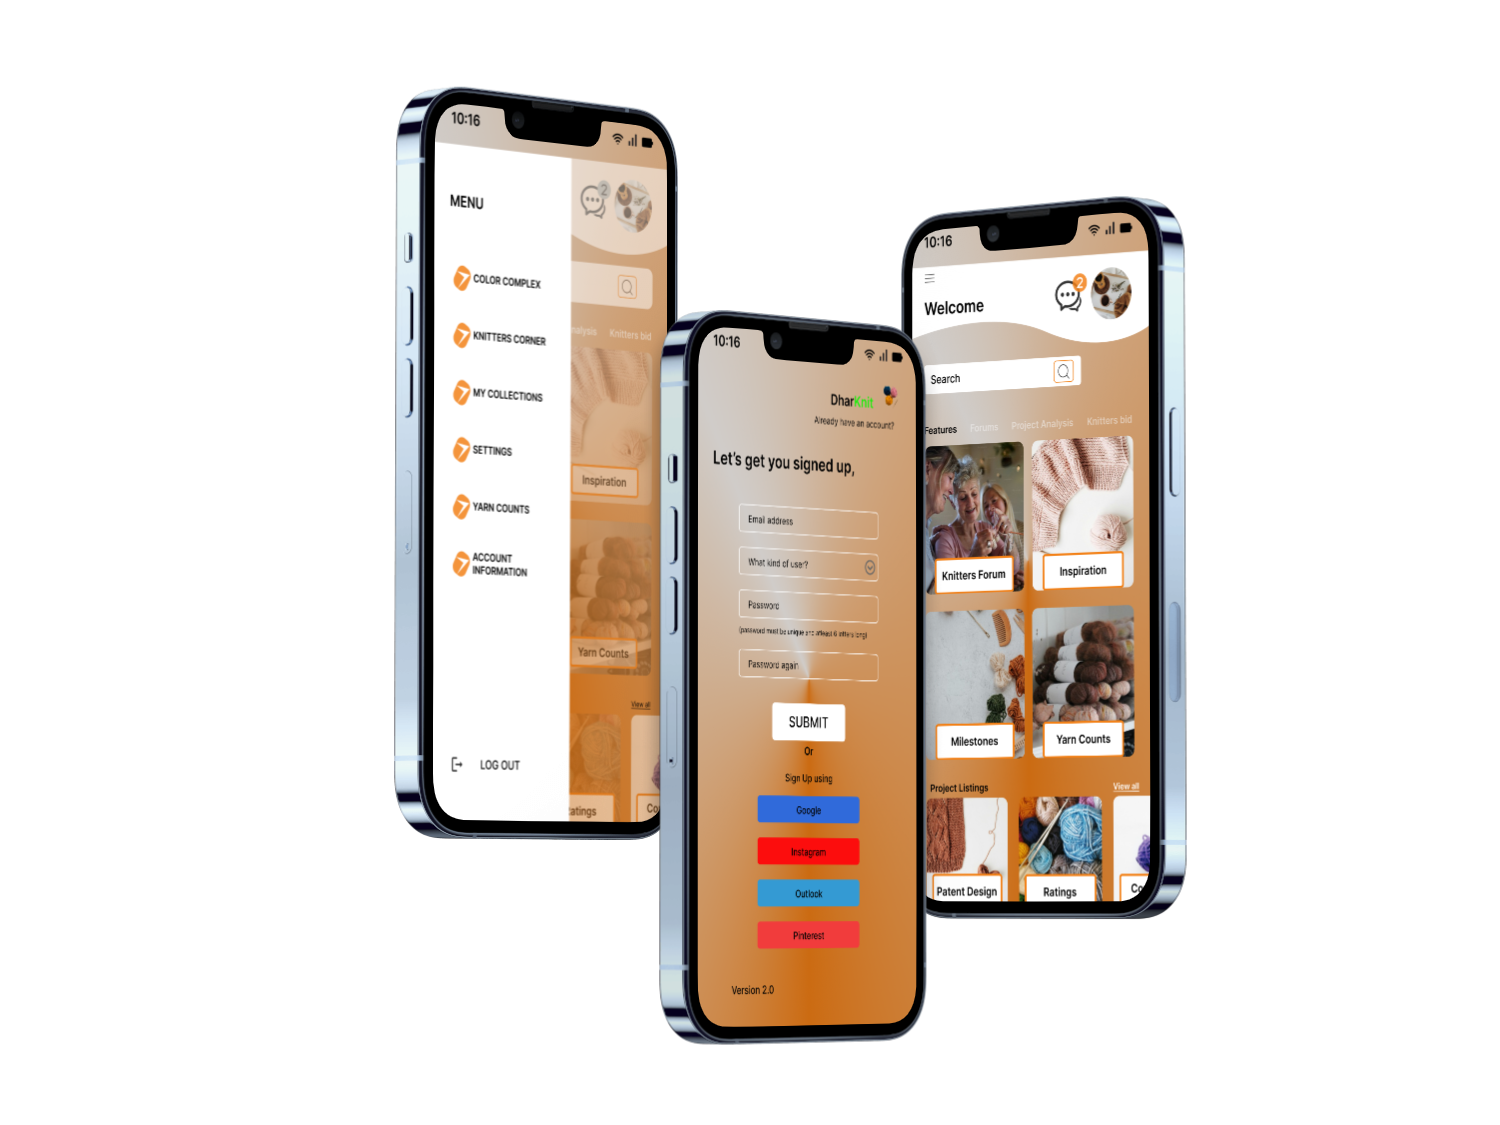 10:16
MENU
COLOR COMPLEX
KNITTERS CORNER
MY COLLECTIONS
SETTINGS
YARN COUNTS
ACCOUNT
INFORMATION
LOG OUT
2
nalysis Knitters bid
Inspiration
Yarn Counts
View all
atings
Co
10:16
DharKnit
Already have an account?
Let's get you signed up,
Email address
What kind of user?
Password
(password must be unique and atleast 6 letters long)
Password again
SUBMIT
Or
Sign Up using
Google
Instagram
Outlook
Pinterest
Version 2.0
10:16
2
Welcome
Search
Features Forums Project Analysis Knitters bid
Knitters Forum
Inspiration
Milestones
Yarn Counts
Project Listings
View all
Patent Design
Ratings
Co